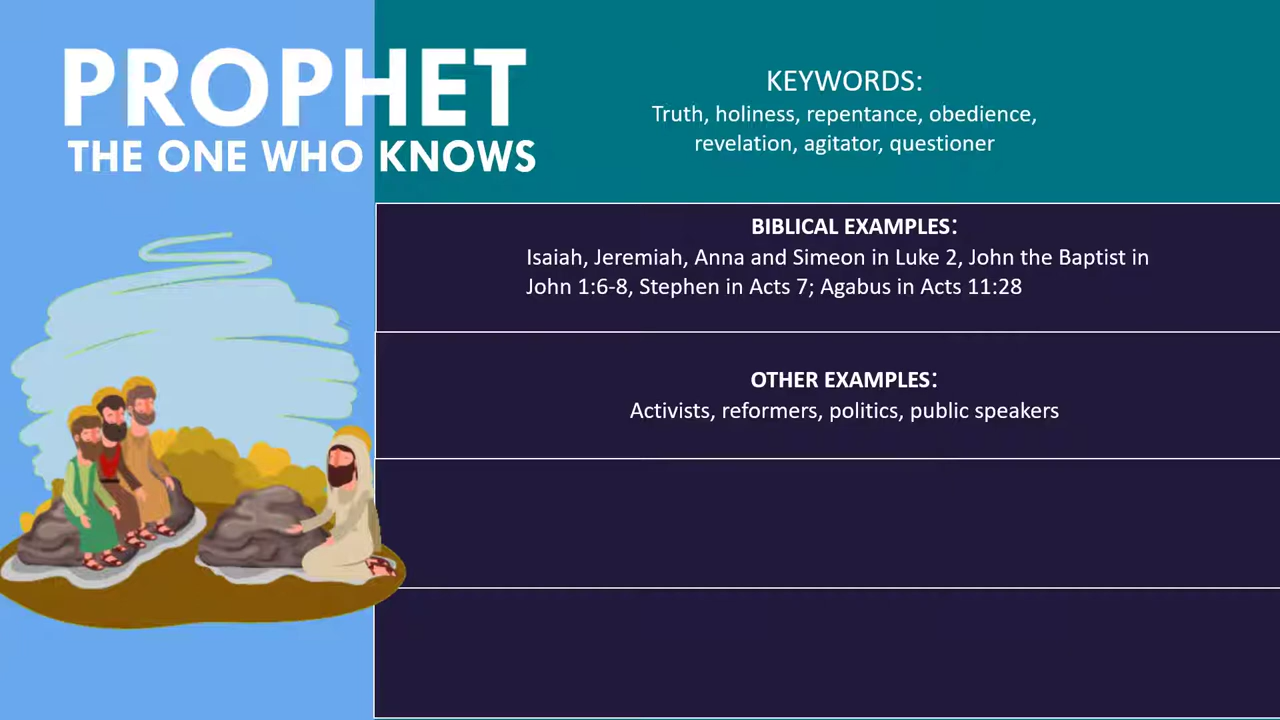 PROPHET
THE ONE WHO KNOWS
KEYWORDS:
Truth, holiness, repentance, obedience,
revelation, agitator, questioner
BIBLICAL EXAMPLES:
Isaiah, Jeremiah, Anna and Simeon in Luke 2, John the Baptist in
John 1:6-8, Stephen in Acts 7; Agabus in Acts 11:28
OTHER EXAMPLES:
Activists, reformers, politics, public speakers